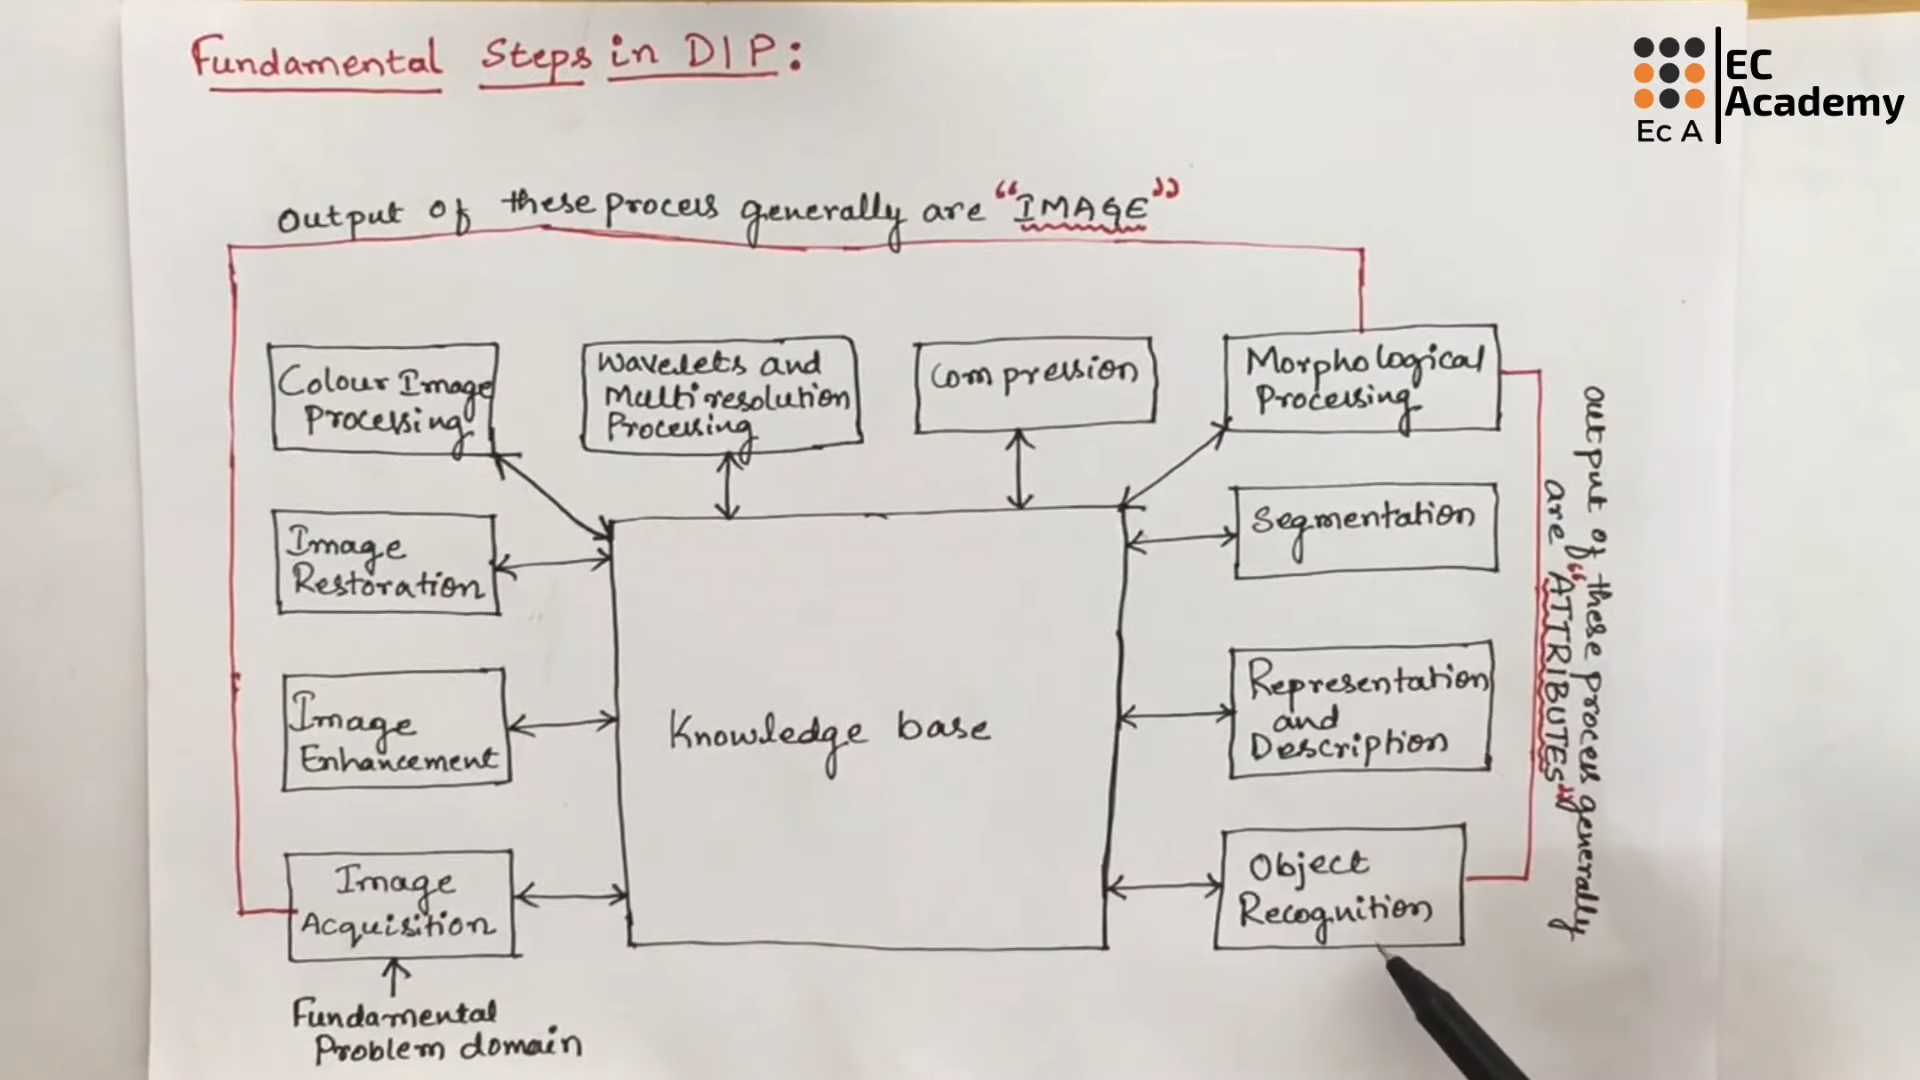 Fundamental Steps in DIP:
EC
Academy
Ec A
Output of these process generally are "IMAGE"
Colour Image
Processing
Wavelets and
Multiresolution
Processing
Compression
Morphological
Processing
Image
Restoration
Segmentation
Image
Enhancement
Knowledge base
Representation
and
Description
Image
Acquisition
Object
Recognition
Fundamental
Problem domain
output of these process generally
are "ATTRIBUTES"